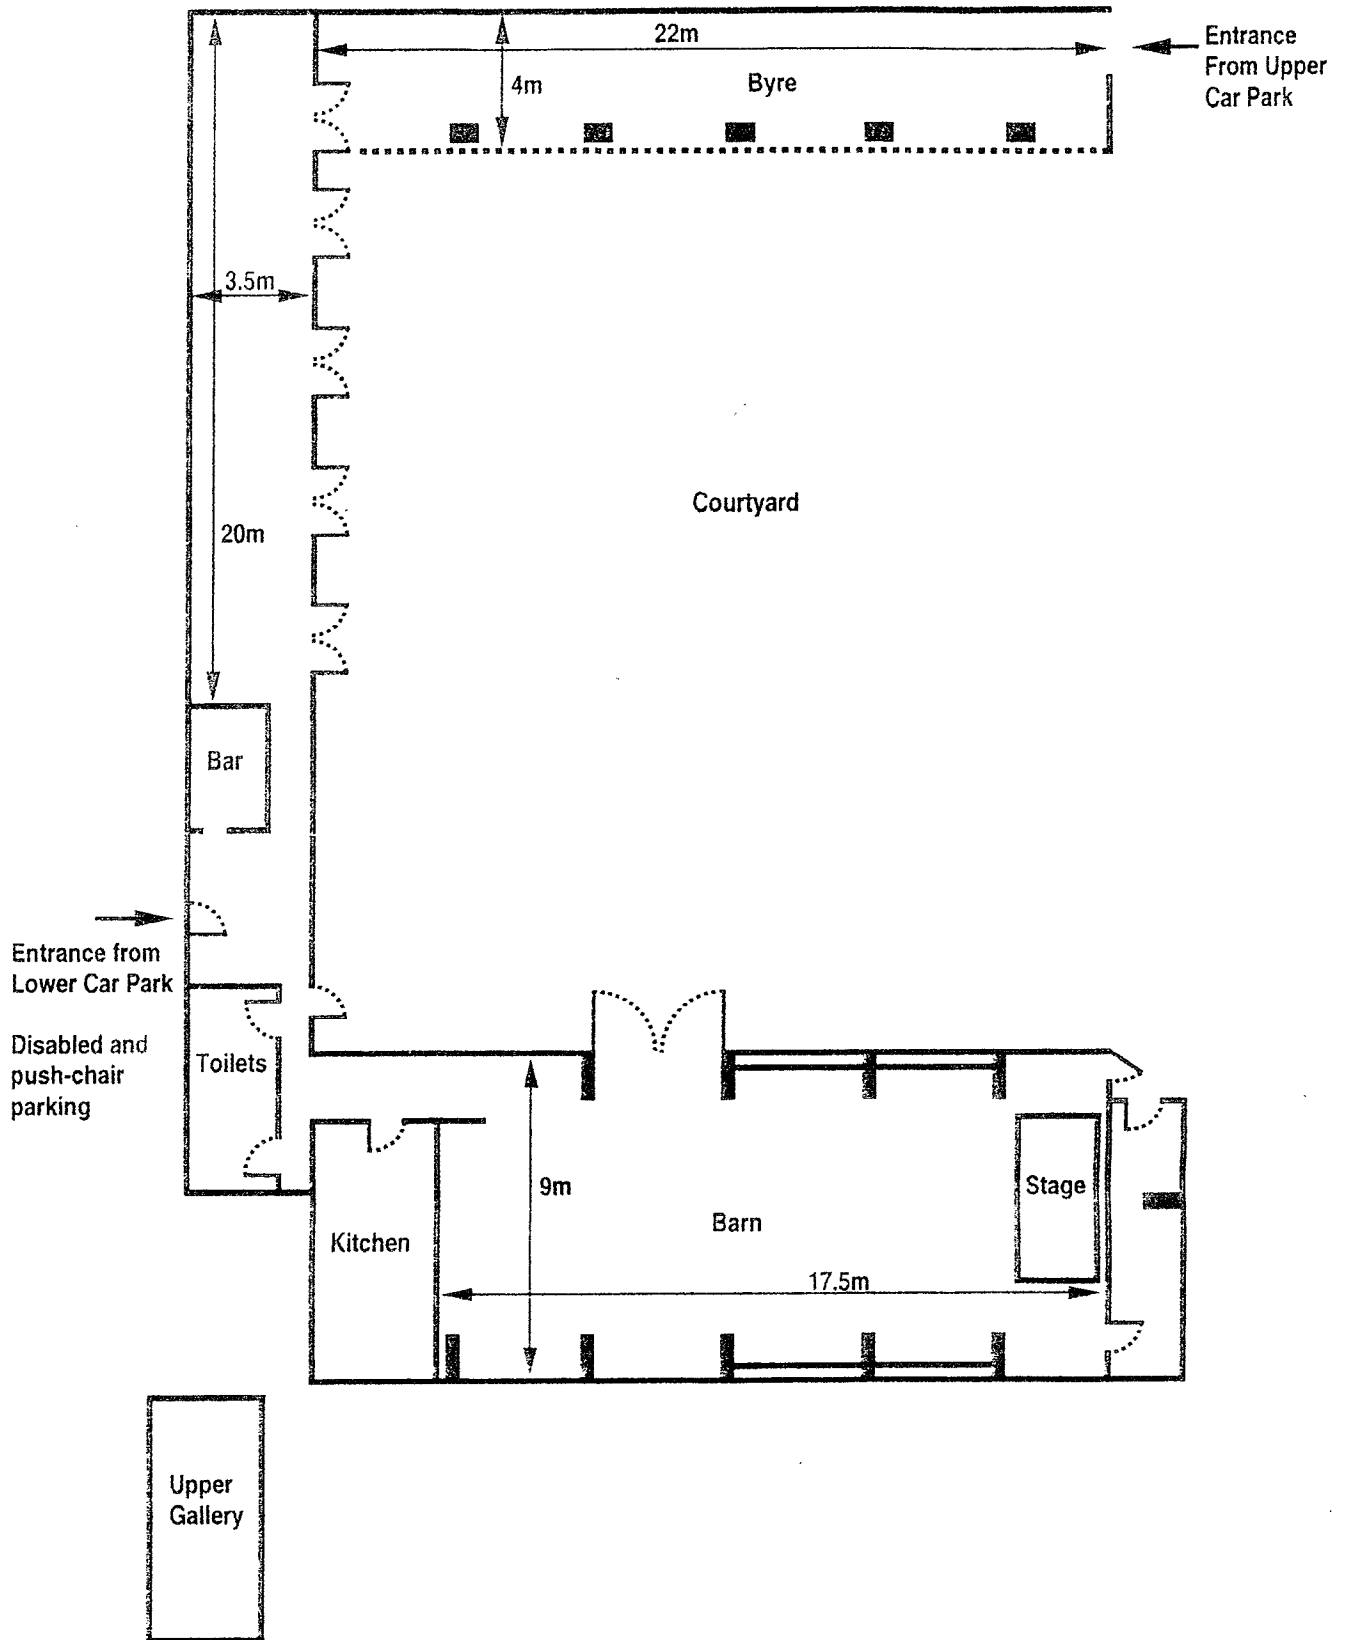 22m
Entrance
From Upper
Car Park
4m
Byre
3.5m
Courtyard
20m
Bar
Entrance from
Lower Car Park
Disabled and
push-chair
parking
Toilets
9m
Stage
Barn
Kitchen
17.5m
Upper
Gallery